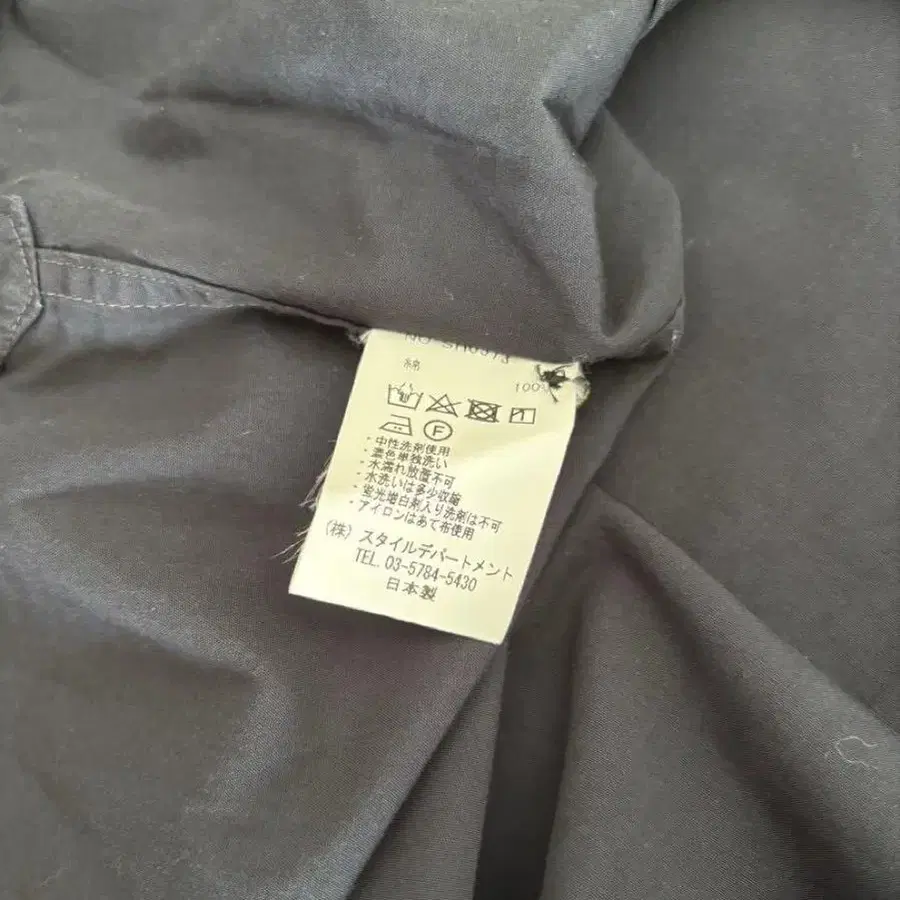 綿 100%
F
・中性洗剤使用
・濃色単独洗い
・水濡れ放置不可
・水洗いは多少収縮
・蛍光増白剤入り洗剤は不可
・アイロンはあて布使用
(株) スタイルデパートメント
TEL. 03-5784-5430
日本製